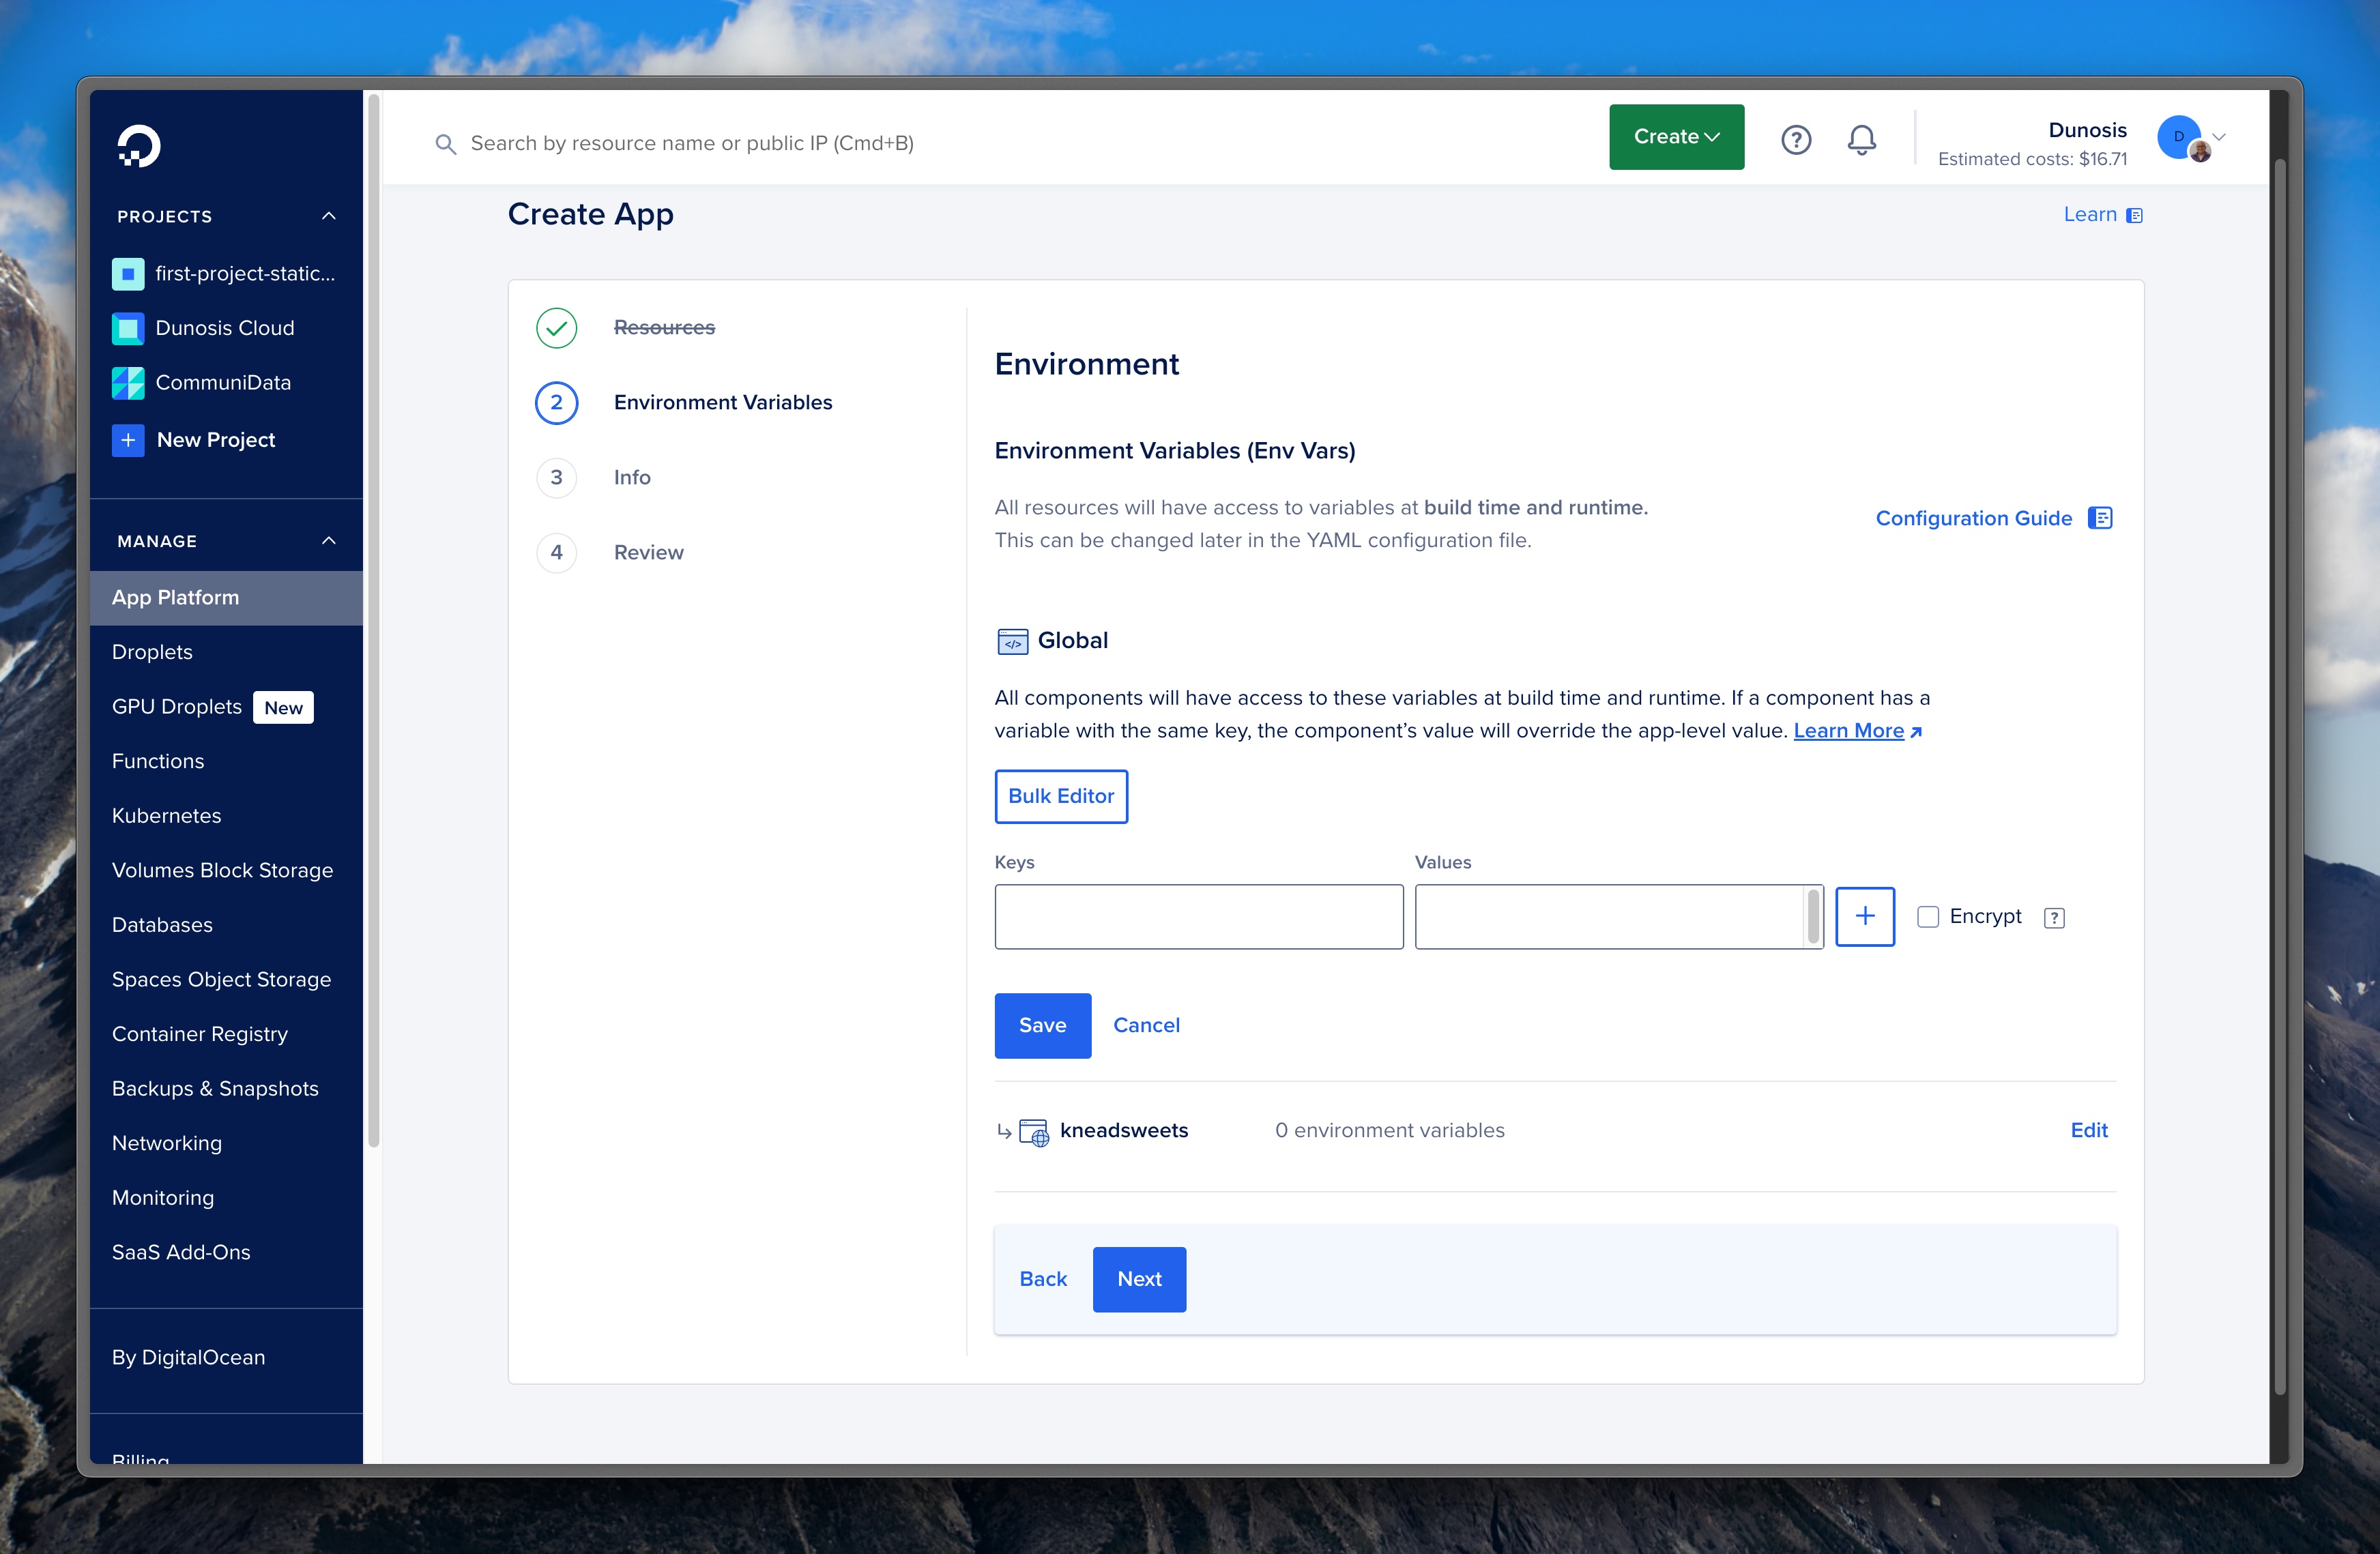 Search by resource name or public IP (Cmd+B)
Create
?
Dunosis
Estimated costs: $16.71
D
PROJECTS
first-project-static...
Dunosis Cloud
CommuniData
+ New Project
MANAGE
App Platform
Droplets
GPU Droplets New
Functions
Kubernetes
Volumes Block Storage
Databases
Spaces Object Storage
Container Registry
Backups & Snapshots
Networking
Monitoring
SaaS Add-Ons
By DigitalOcean
Billing
Create App
Learn
Resources
2 Environment Variables
3 Info
4 Review
Environment
Environment Variables (Env Vars)
All resources will have access to variables at build time and runtime.
This can be changed later in the YAML configuration file.
Configuration Guide
</> Global
All components will have access to these variables at build time and runtime. If a component has a
variable with the same key, the component’s value will override the app-level value. Learn More
Bulk Editor
Keys
Values
+
Encrypt ?
Save Cancel
kneadsweets 0 environment variables Edit
Back Next